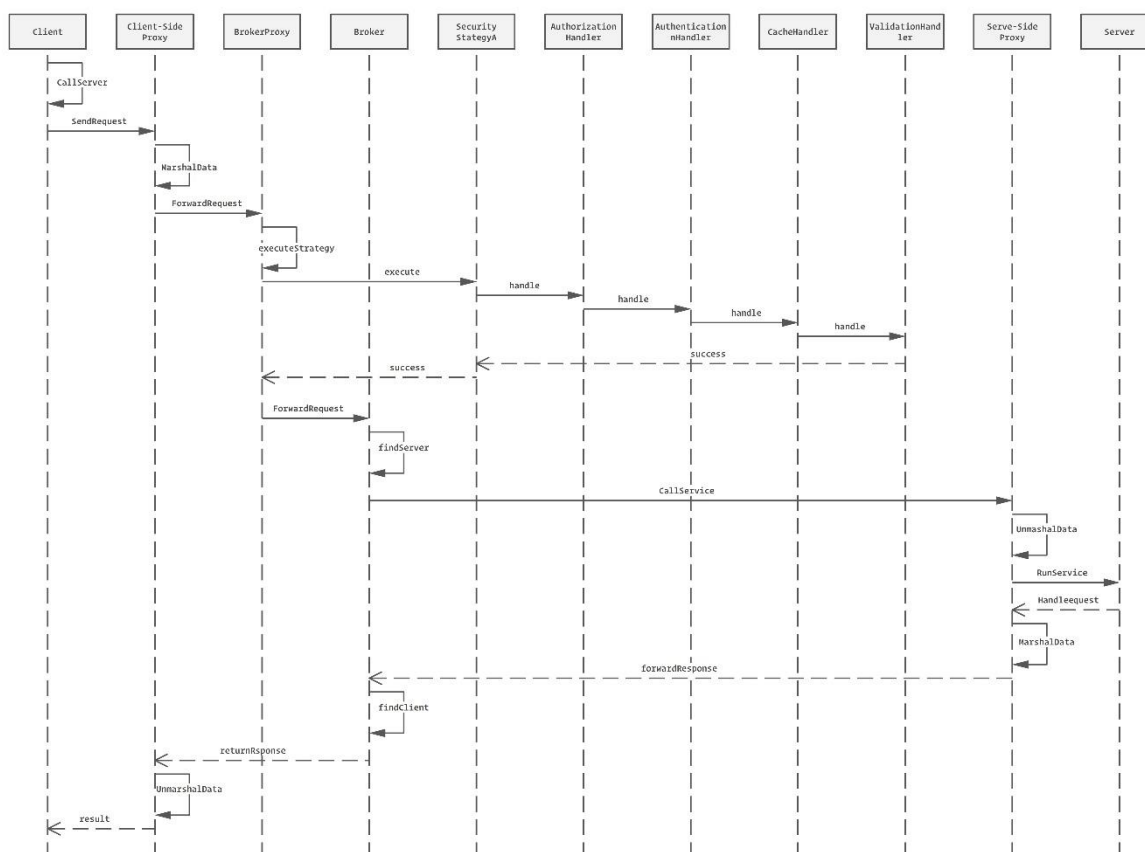 Client
Client-Side
Proxy
BrokerProxy
Broker
Security
StategyA
Authorization
Handler
Authenticatio
nHandler
CacheHandler
ValidationHand
ler
Serve-Side
Proxy
Server
CallServer
SendRequest
MarshalData
ForwardRequest
executeStrategy
execute
handle
handle
handle
handle
success
success
ForwardRequest
findServer
CallService
UnmashalData
RunService
Handleequest
MarshalData
forwardResponse
findClient
returnRsponse
UnmarshalData
result